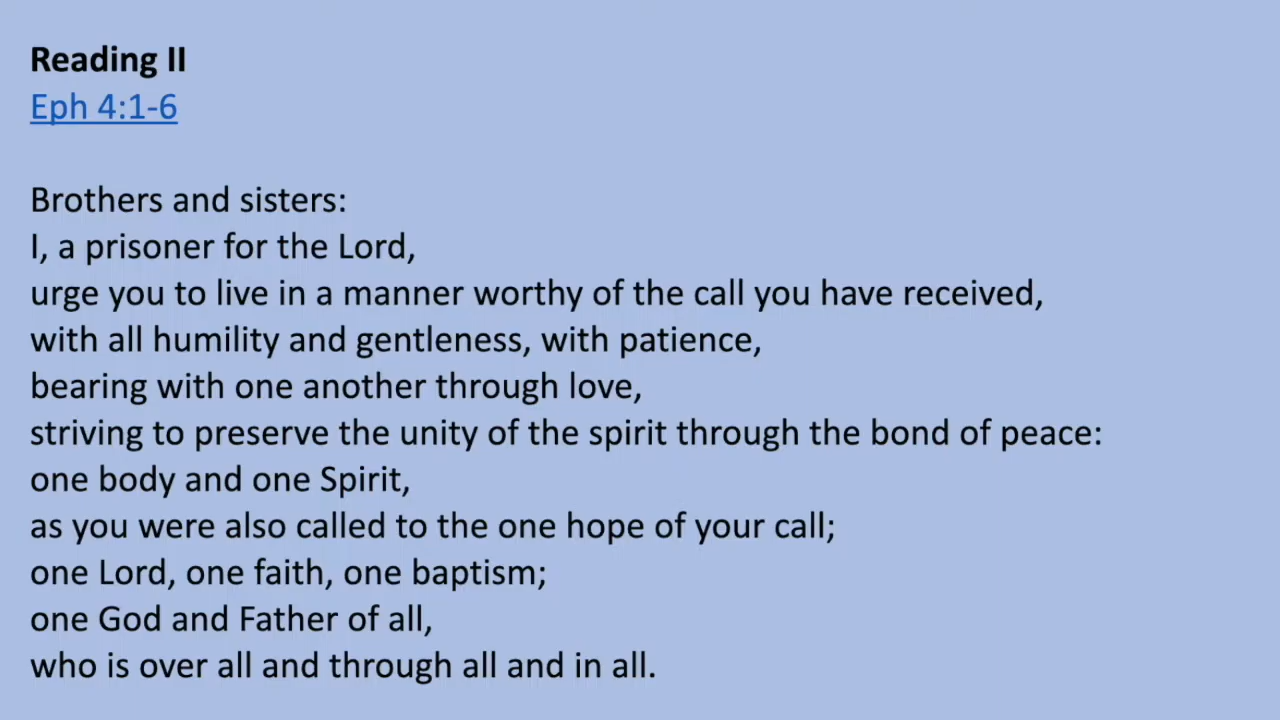 Reading II
Eph 4:1-6
Brothers and sisters:
I, a prisoner for the Lord,
urge you to live in a manner worthy of the call you have received,
with all humility and gentleness, with patience,
bearing with one another through love,
striving to preserve the unity of the spirit through the bond of peace:
one body and one Spirit,
as you were also called to the one hope of your call;
one Lord, one faith, one baptism;
one God and Father of all,
who is over all and through all and in all.